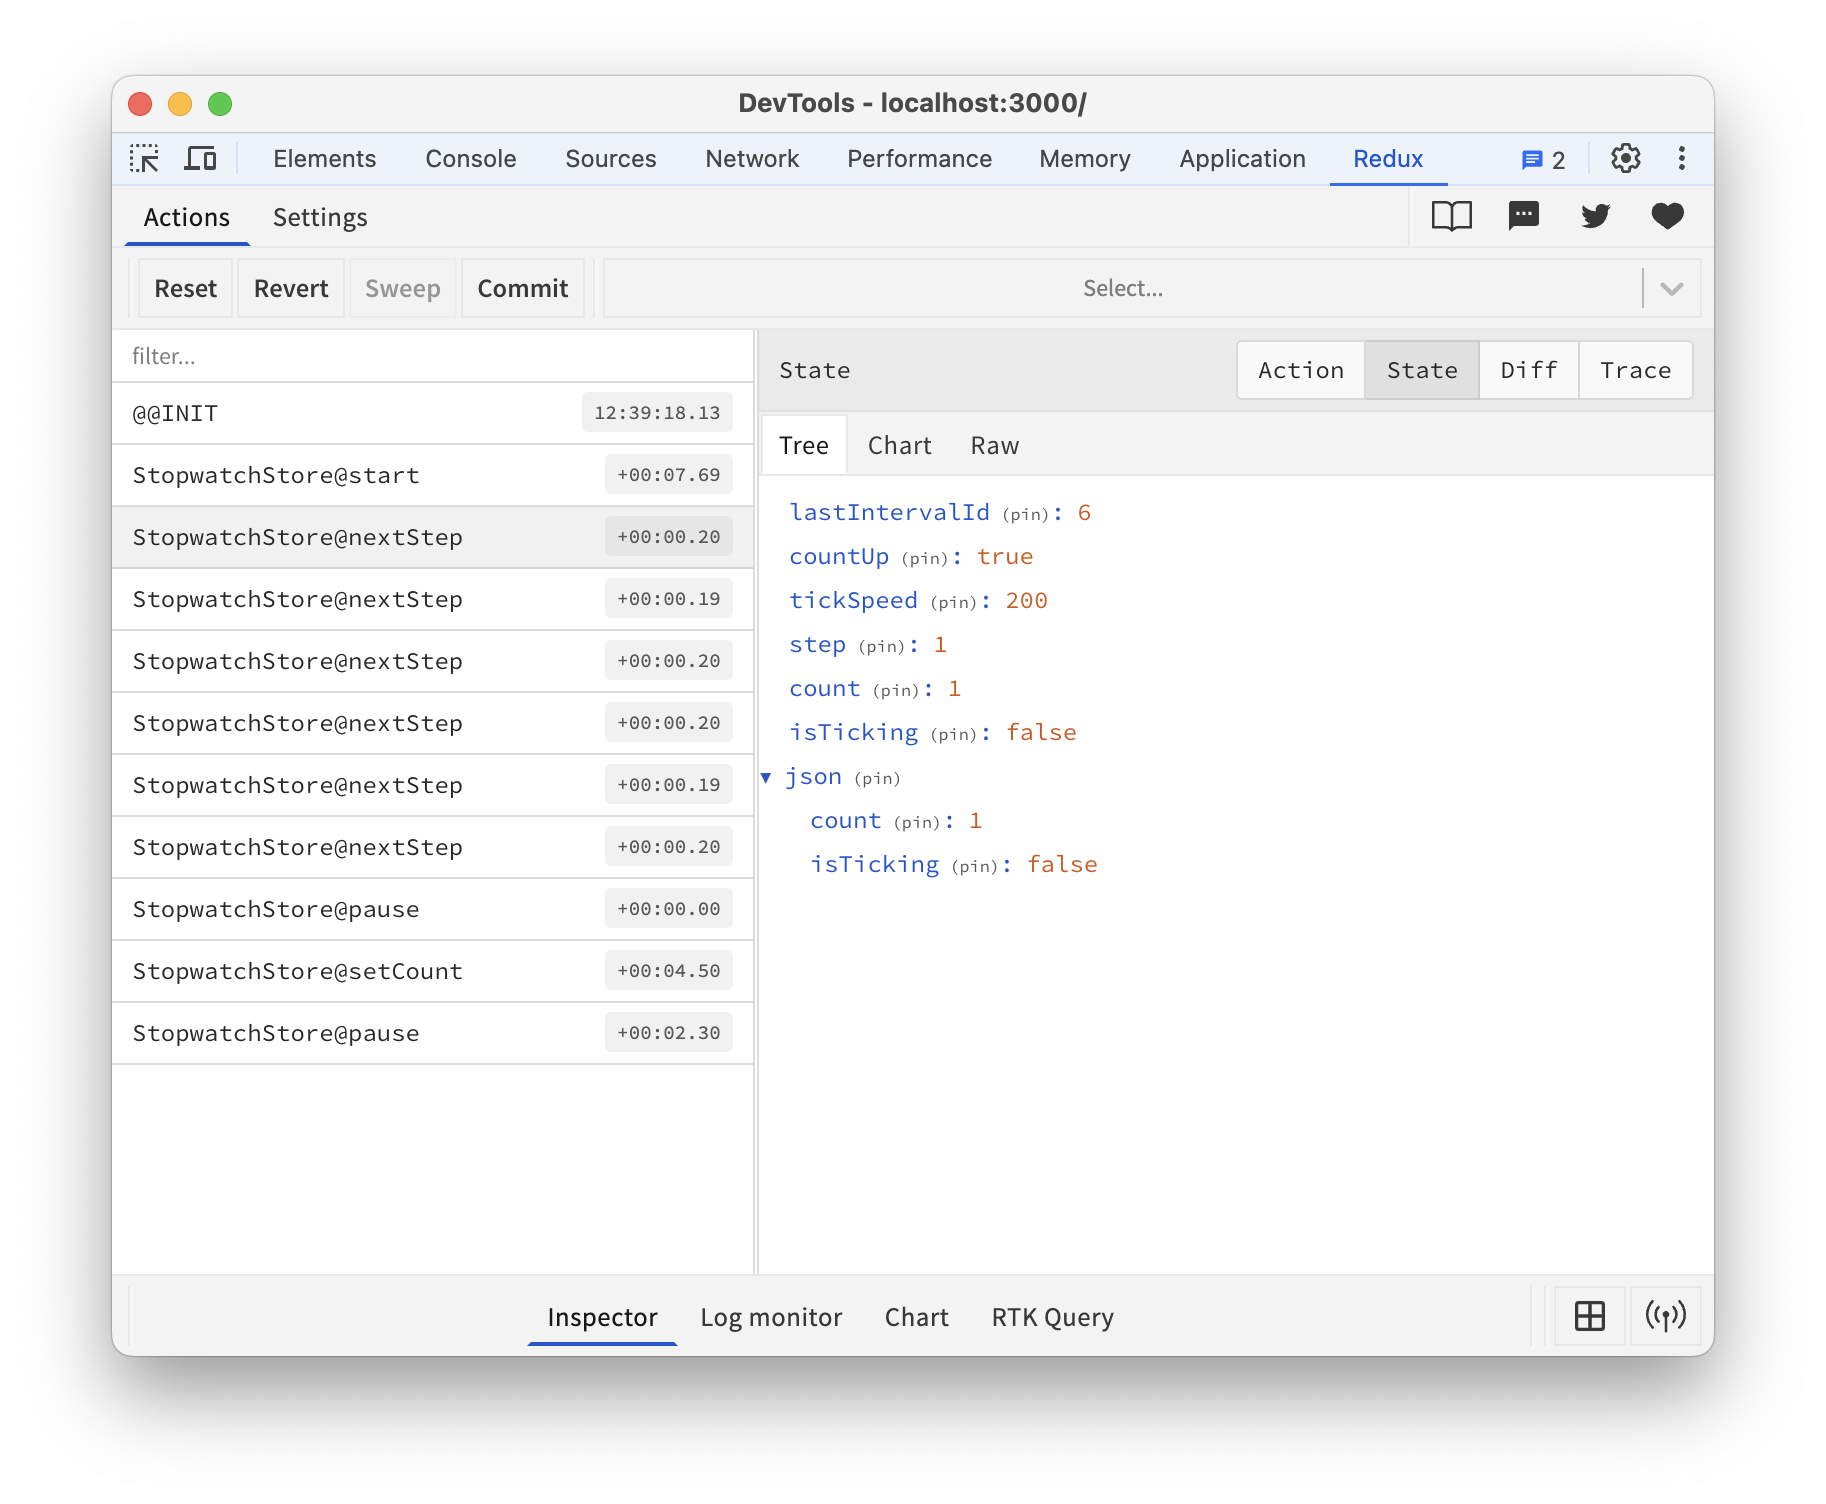 DevTools - localhost:3000/
Elements Console Sources Network Performance Memory Application Redux 2
Actions Settings
Reset Revert Sweep Commit Select...
filter...
@@INIT 12:39:18.13
StopwatchStore@start +00:07.69
StopwatchStore@nextStep +00:00.20
StopwatchStore@nextStep +00:00.19
StopwatchStore@nextStep +00:00.20
StopwatchStore@nextStep +00:00.20
StopwatchStore@nextStep +00:00.19
StopwatchStore@nextStep +00:00.20
StopwatchStore@pause +00:00.00
StopwatchStore@setCount +00:04.50
StopwatchStore@pause +00:02.30
State Action State Diff Trace
Tree Chart Raw
lastIntervalId (pin): 6
countUp (pin): true
tickSpeed (pin): 200
step (pin): 1
count (pin): 1
isTicking (pin): false
json (pin)
count (pin): 1
isTicking (pin): false
Inspector Log monitor Chart RTK Query